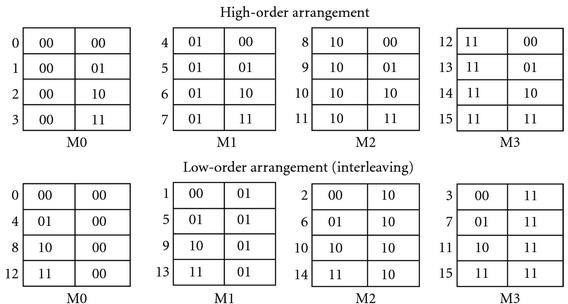 High-order arrangement
0 00 00 4 01 00 8 10 00 12 11 00
1 00 01 5 01 01 9 10 01 13 11 01
2 00 10 6 01 10 10 10 10 14 11 10
3 00 11 7 01 11 11 10 11 15 11 11
M0 M1 M2 M3
Low-order arrangement (interleaving)
0 00 00 1 00 01 2 00 10 3 00 11
4 01 00 5 01 01 6 01 10 7 01 11
8 10 00 9 10 01 10 10 10 11 10 11
12 11 00 13 11 01 14 11 10 15 11 11
M0 M1 M2 M3